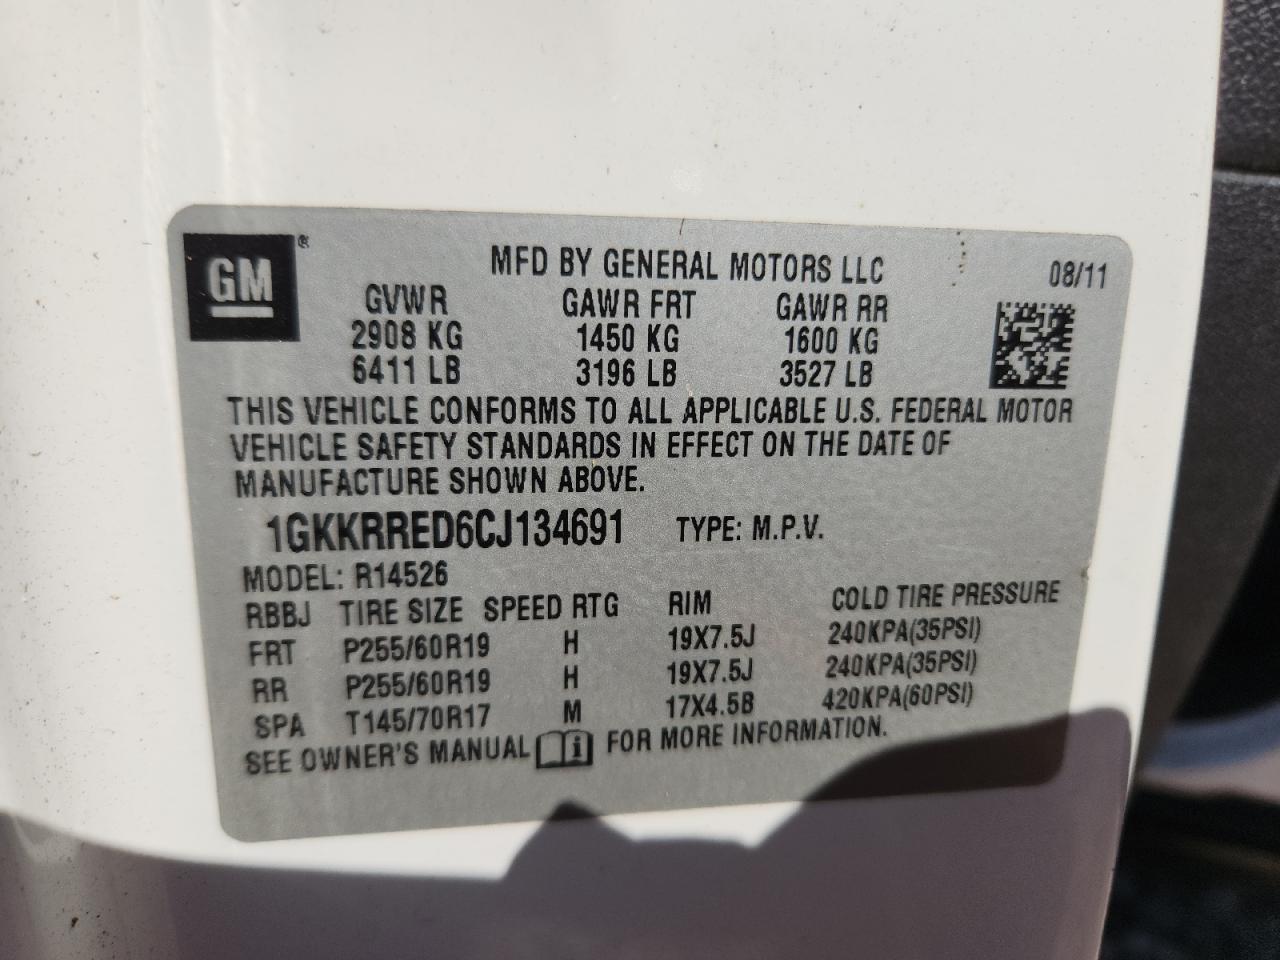 GM®
MFD BY GENERAL MOTORS LLC 08/11
GVWR GAWR FRT GAWR RR
2908 KG 1450 KG 1600 KG
6411 LB 3196 LB 3527 LB
THIS VEHICLE CONFORMS TO ALL APPLICABLE U.S. FEDERAL MOTOR
VEHICLE SAFETY STANDARDS IN EFFECT ON THE DATE OF
MANUFACTURE SHOWN ABOVE.
1GKKRRED6CJ134691 TYPE: M.P.V.
MODEL: R14526
RBBJ TIRE SIZE SPEED RTG RIM COLD TIRE PRESSURE
FRT P255/60R19 H 19X7.5J 240KPA(35PSI)
RR P255/60R19 H 19X7.5J 240KPA(35PSI)
SPA T145/70R17 M 17X4.5B 420KPA(60PSI)
SEE OWNER'S MANUAL i FOR MORE INFORMATION.